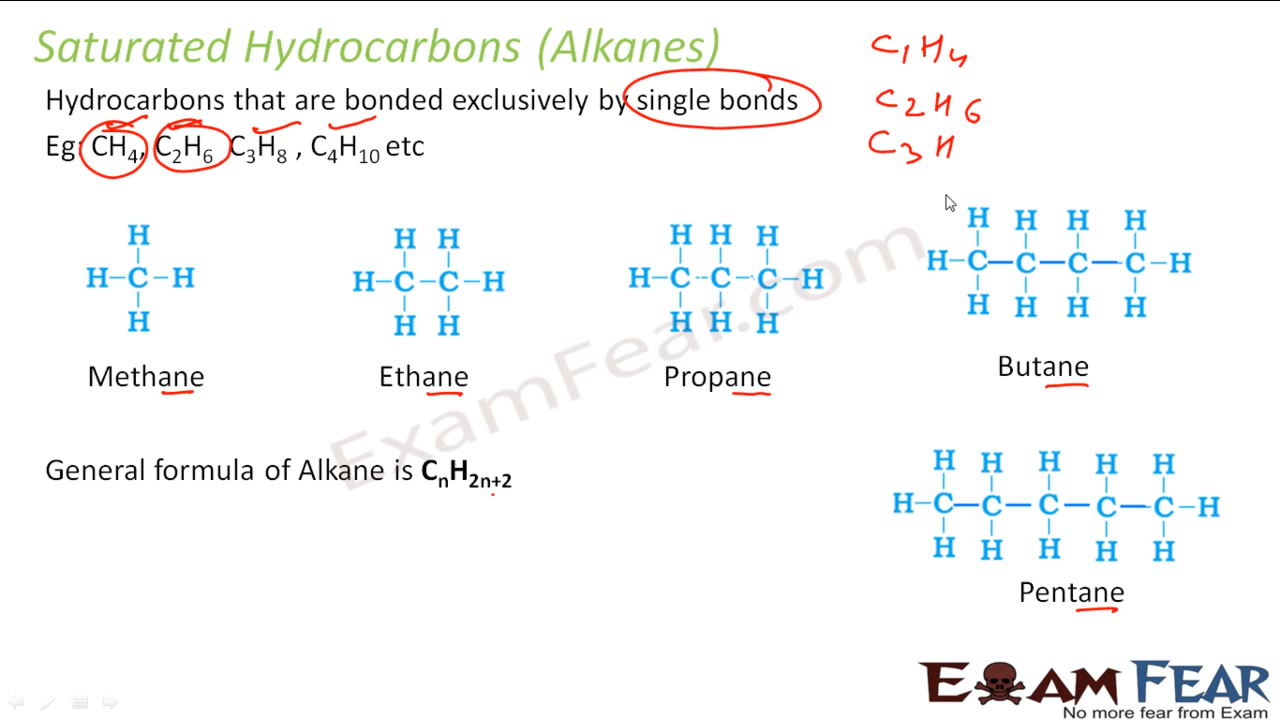 Saturated Hydrocarbons (Alkanes)
C₁H₄
Hydrocarbons that are bonded exclusively by single bonds
C₂H₆
Eg: CH₄, C₂H₆ C₃H₈ , C₄H₁₀ etc
C₃H
H
H–C–H
H
Methane
H H
H–C–C–H
H H
Ethane
H H H
H–C–C–C–H
H H H
Propane
H H H H
H–C–C–C–C–H
H H H H
Butane
General formula of Alkane is CₙH₂ₙ₊₂
H H H H H
H–C–C–C–C–C–H
H H H H H
Pentane
ExamFear.com
EXAM FEAR
No more fear from Exam